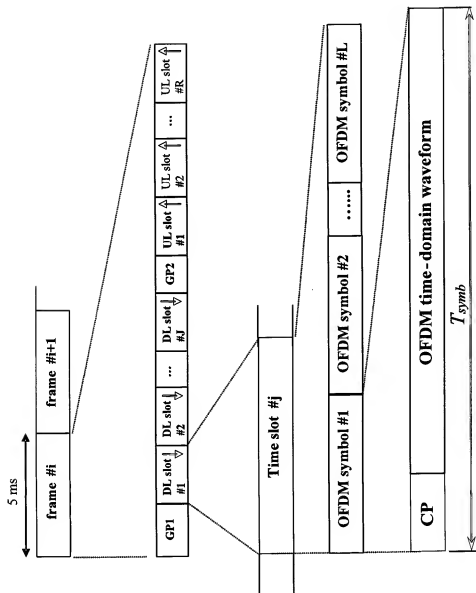 5 ms
frame #i
frame #i+1
GP1
DL slot
#1
DL slot
#2
...
DL slot
#J
GP2
UL slot
#1
UL slot
#2
...
UL slot
#R
Time slot #j
OFDM symbol #1
OFDM symbol #2
......
OFDM symbol #L
CP
OFDM time-domain waveform
Tsymb